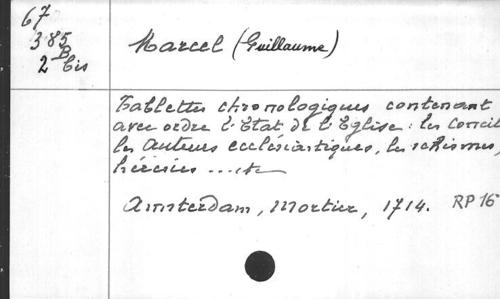 67
385
B
2 bis
Marcel (Guillaume)
Tablettes chronologiques contenant
avec ordre l'Etat de l'Eglise : les Concil
les Auteurs ecclésiastiques, les schismes,
hérésies ... etc
Amsterdam, Mortier, 1714. RP 16